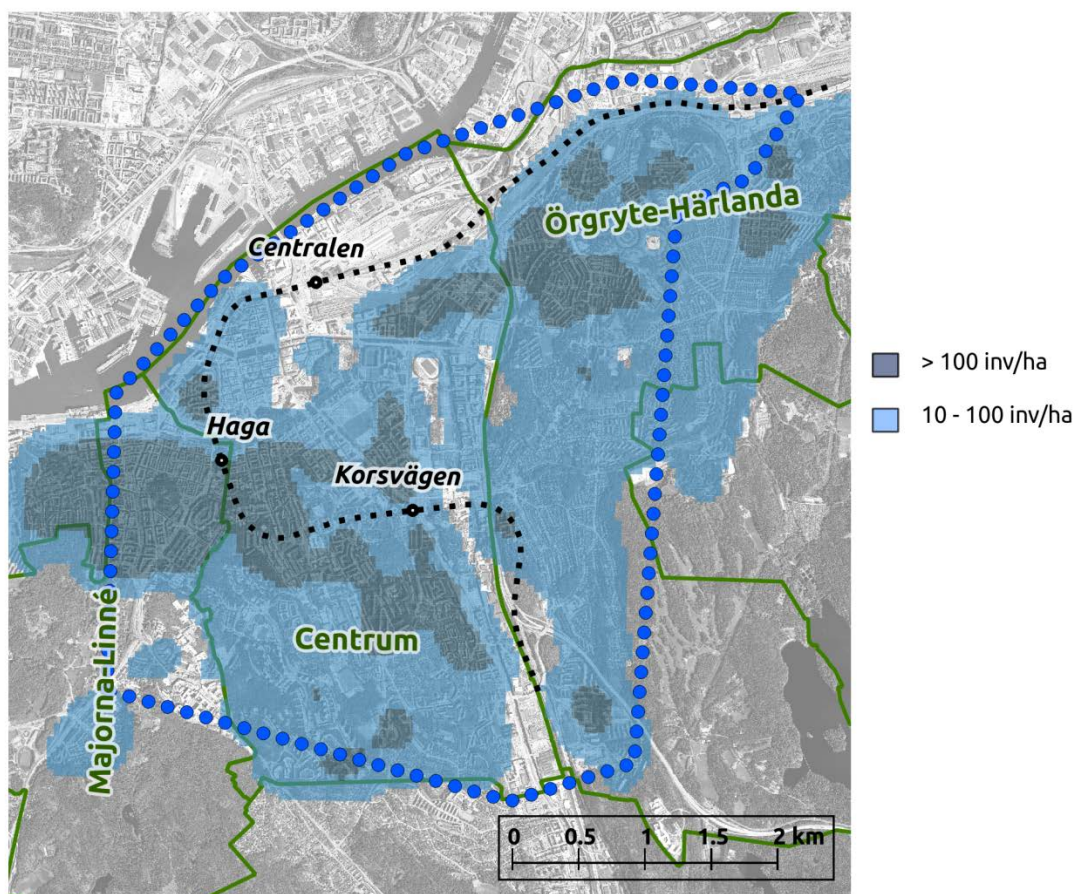 Örgryte-Härlanda
Centralen
> 100 inv/ha
10 - 100 inv/ha
Haga
Korsvägen
Centrum
Majorna-Linné
0 0.5 1 1.5 2 km